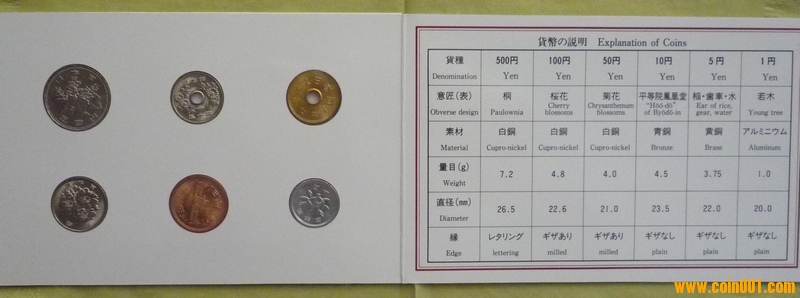 貨幣の説明 Explanation of Coins
貨種 500円 100円 50円 10円 5円 1円
Denomination Yen Yen Yen Yen Yen Yen
意匠(表) 桐 桜花 菊花 平等院鳳凰堂 稲・歯車・水 若木
Obverse design Paulownia Cherry blossoms Chrysanthemum blossoms "Hōō-dō" of Byōdō-in Ear of rice, gear, water Young tree
素材 白銅 白銅 白銅 青銅 黄銅 アルミニウム
Material Cupro-nickel Cupro-nickel Cupro-nickel Bronze Brass Aluminum
量目(g) 7.2 4.8 4.0 4.5 3.75 1.0
Weight
直径(mm) 26.5 22.6 21.0 23.5 22.0 20.0
Diameter
縁 レタリング ギザあり ギザあり ギザなし ギザなし ギザなし
Edge lettering milled milled plain plain plain
www.coin001.com